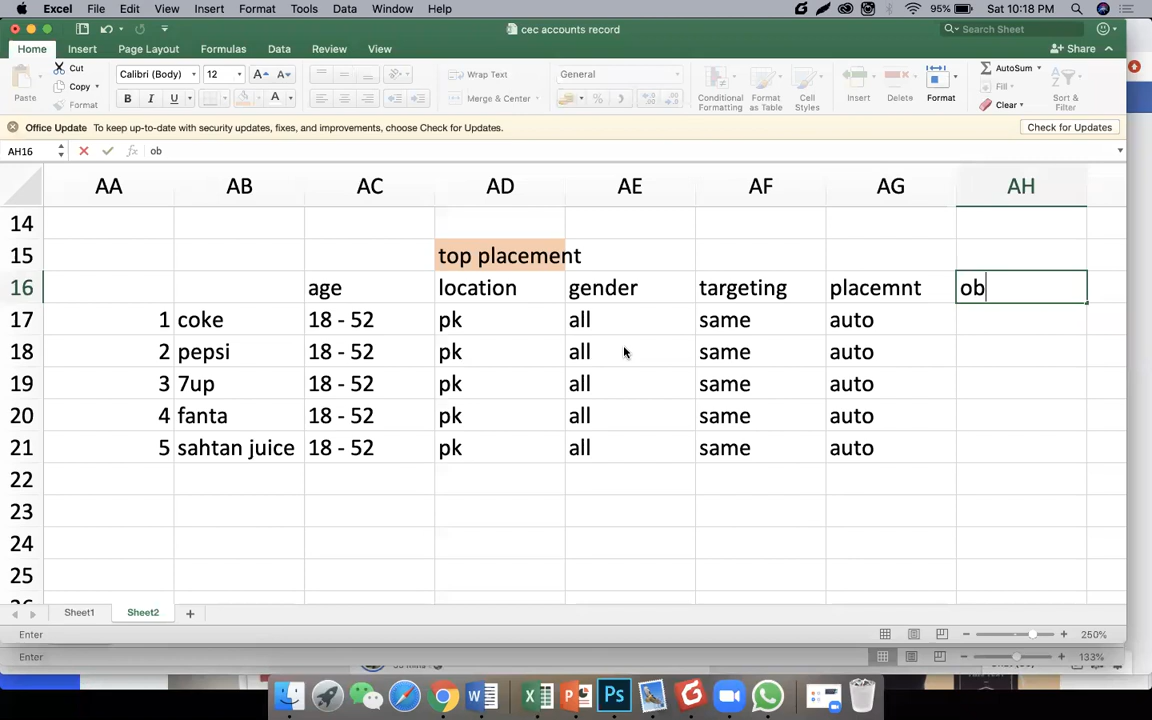 Excel File Edit View Insert Format Tools Data Window Help 95% Sat 10:18 PM
cec accounts record Search Sheet
Home Insert Page Layout Formulas Data Review View Share
Paste Cut Copy Format Calibri (Body) 12 Wrap Text Merge & Center General Conditional Formatting Format as Table Cell Styles Insert Delete Format AutoSum Fill Clear Sort & Filter
Office Update To keep up-to-date with security updates, fixes, and improvements, choose Check for Updates. Check for Updates
AH16 fx ob
AA AB AC AD AE AF AG AH
14
15 top placement
16 age location gender targeting placemnt ob
17 1 coke 18 - 52 pk all same auto
18 2 pepsi 18 - 52 pk all same auto
19 3 7up 18 - 52 pk all same auto
20 4 fanta 18 - 52 pk all same auto
21 5 sahtan juice 18 - 52 pk all same auto
22
23
24
25
Sheet1 Sheet2
Enter 250%
Enter 133%